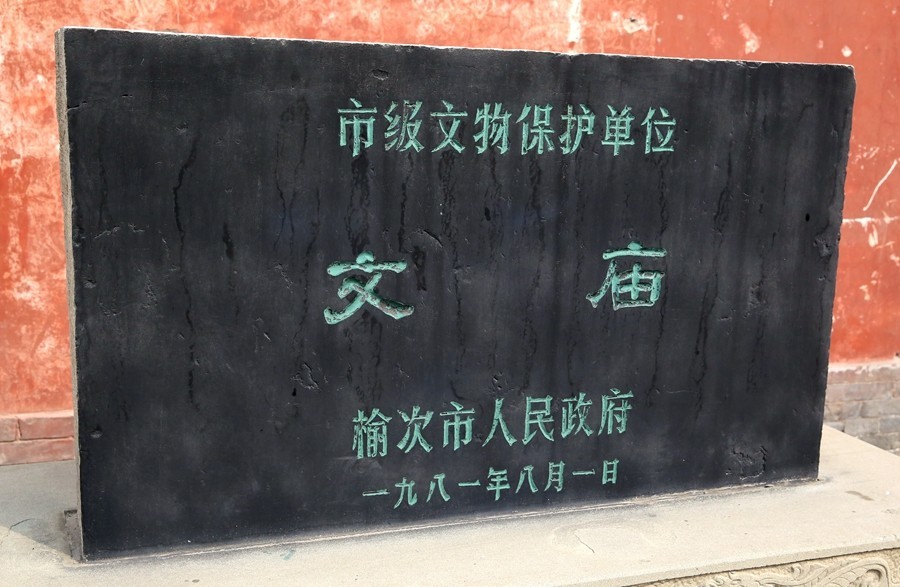 市级文物保护单位
文庙
榆次市人民政府
一九八一年八月一日